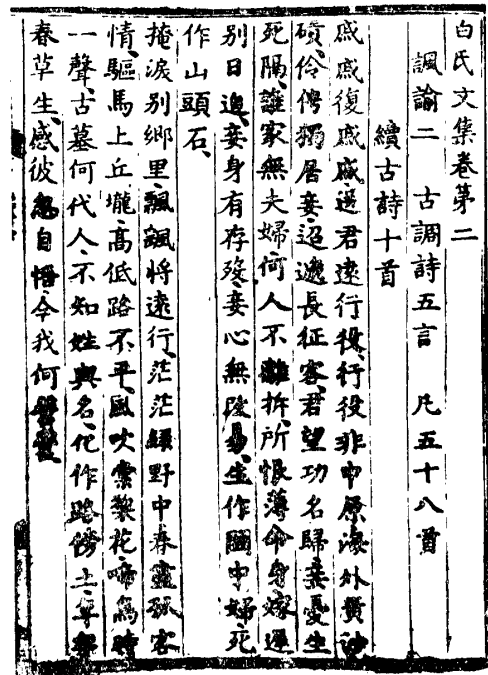 白氏文集卷第二
諷諭二 古調詩五言 凡五十八首
續古詩十首
戚戚復戚戚送君遠行役行役非中原海外黃沙
磧伶俜獨居妾迢遞長征客君望功名歸妾憂生
死隔誰家無夫婦何人不離拆所恨薄命身嫁遲
別日迫妾身有存歿妾心無改易生作閨中婦死
作山頭石
掩淚別鄉里飄颻將遠行茫茫綠野中春盡孤客
情驅馬上丘壠高低路不平風吹棠梨花啼鳥時
一聲古墓何代人不知姓與名化作路傍土年年
春草生感彼忽自悟今我何營營